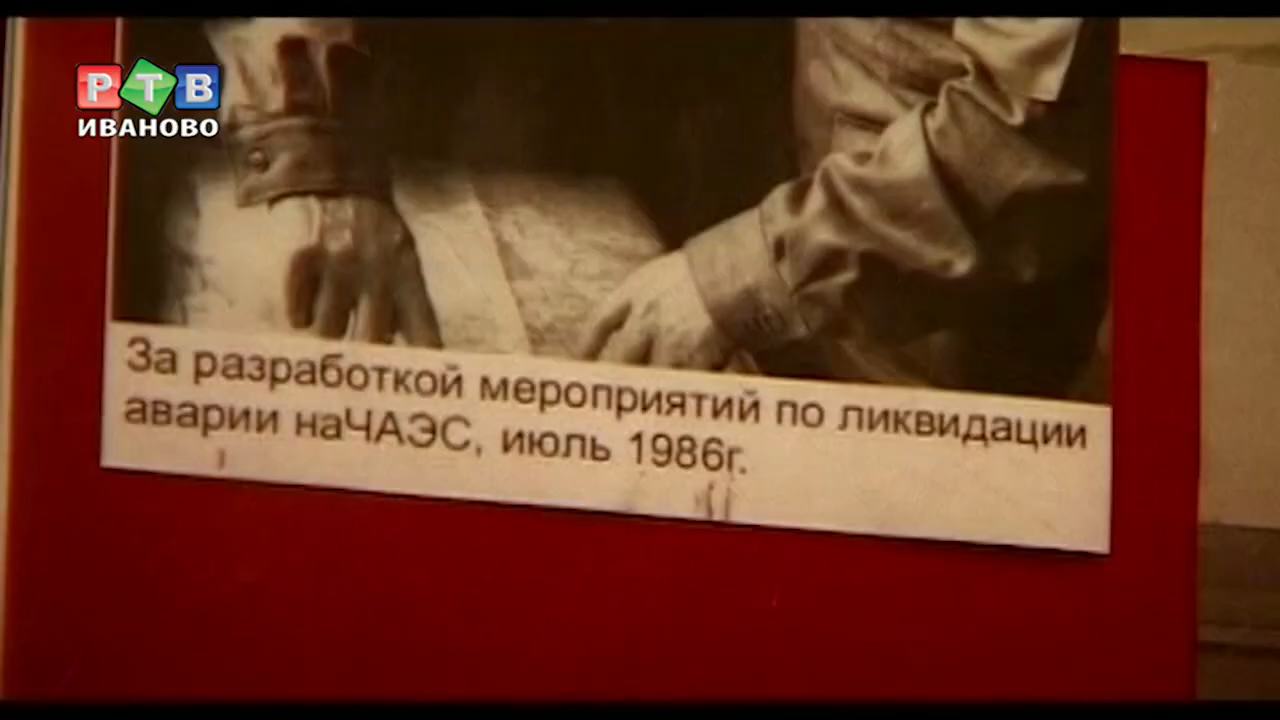 РТВ
ИВАНОВО
За разработкой мероприятий по ликвидации
аварии наЧАЭС, июль 1986г.